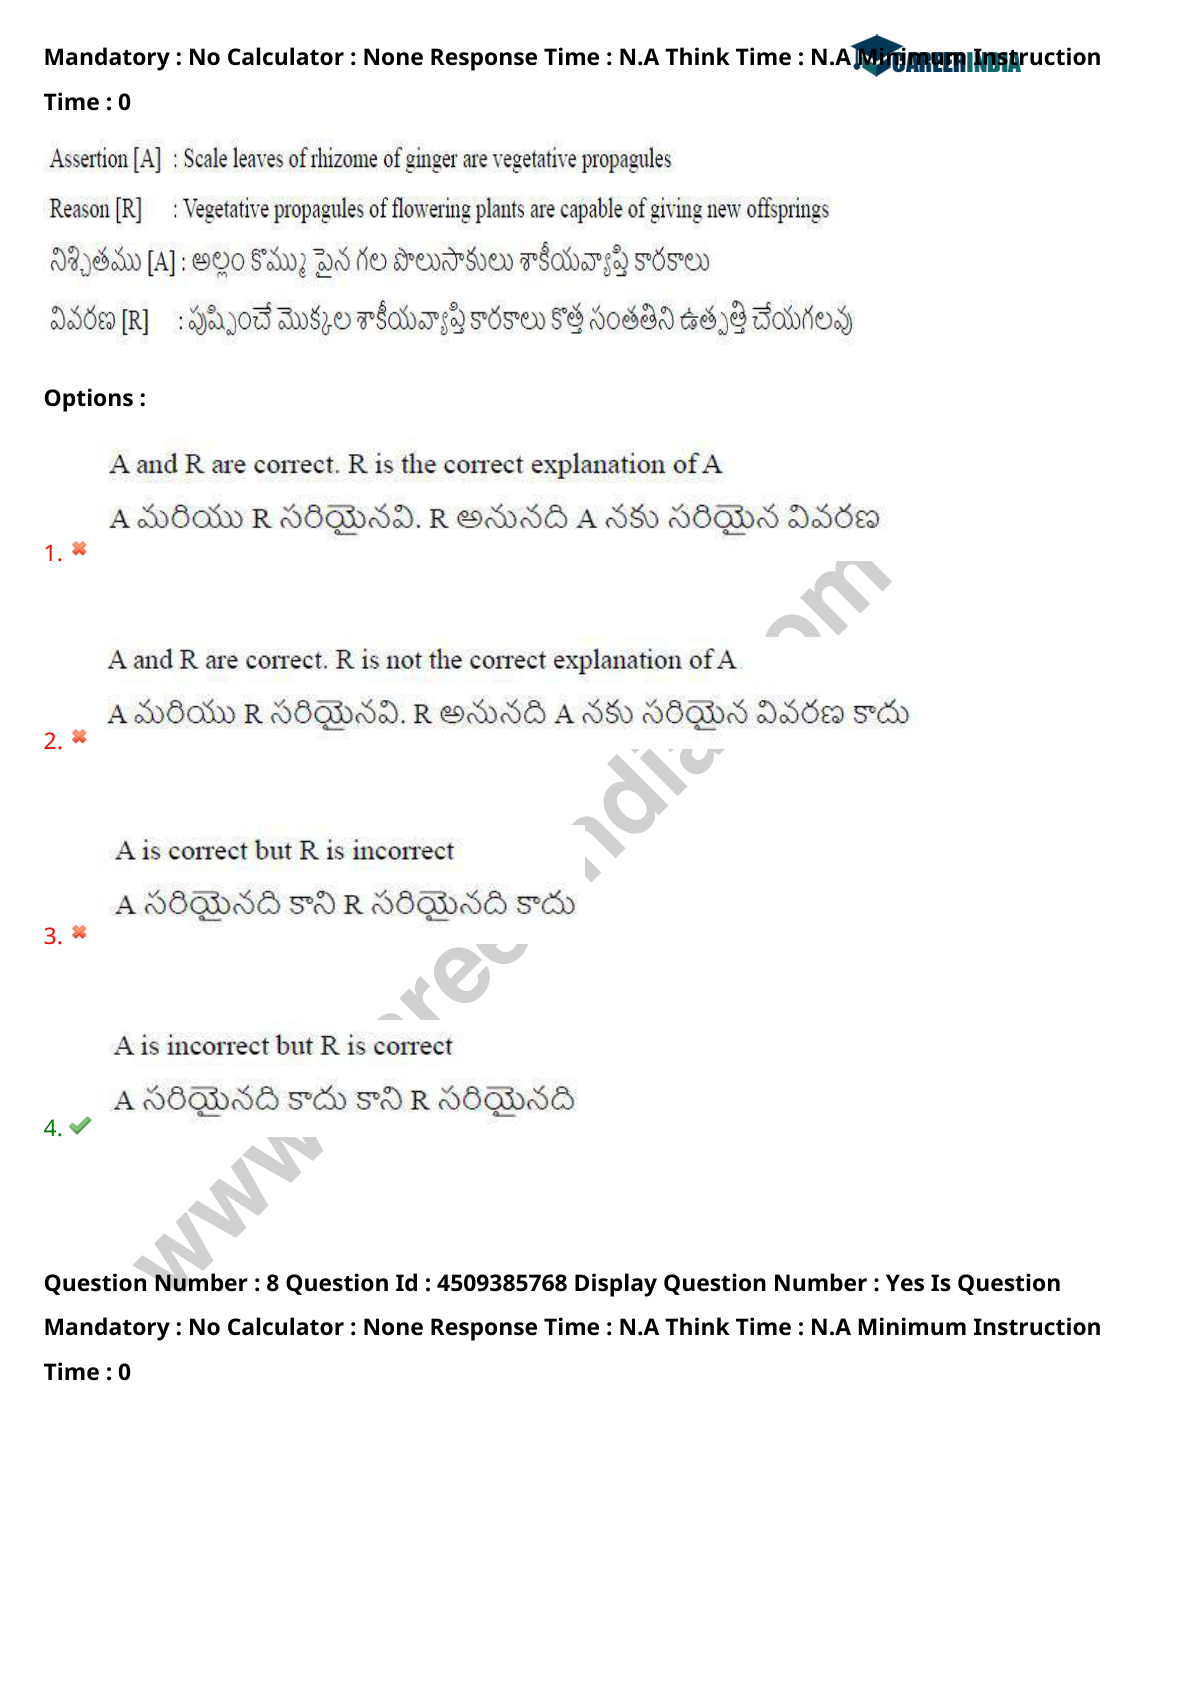 Mandatory : No Calculator : None Response Time : N.A Think Time : N.A Minimum Instruction
CAREERINDIA
Time : 0
Assertion [A] : Scale leaves of rhizome of ginger are vegetative propagules
Reason [R] : Vegetative propagules of flowering plants are capable of giving new offsprings
నిశ్చితము [A] : అల్లం కొమ్ము పైన గల పొలుసాకులు శాకీయవ్యాప్తి కారకాలు
వివరణ [R] : పుష్పించే మొక్కల శాకీయవ్యాప్తి కారకాలు కొత్త సంతతిని ఉత్పత్తి చేయగలవు
Options :
A and R are correct. R is the correct explanation of A
A మరియు R సరియైనవి. R అనునది A నకు సరియైన వివరణ
1.
A and R are correct. R is not the correct explanation of A
A మరియు R సరియైనవి. R అనునది A నకు సరియైన వివరణ కాదు
2.
A is correct but R is incorrect
A సరియైనది కాని R సరియైనది కాదు
3.
A is incorrect but R is correct
A సరియైనది కాదు కాని R సరియైనది
4.
Question Number : 8 Question Id : 4509385768 Display Question Number : Yes Is Question
Mandatory : No Calculator : None Response Time : N.A Think Time : N.A Minimum Instruction
Time : 0